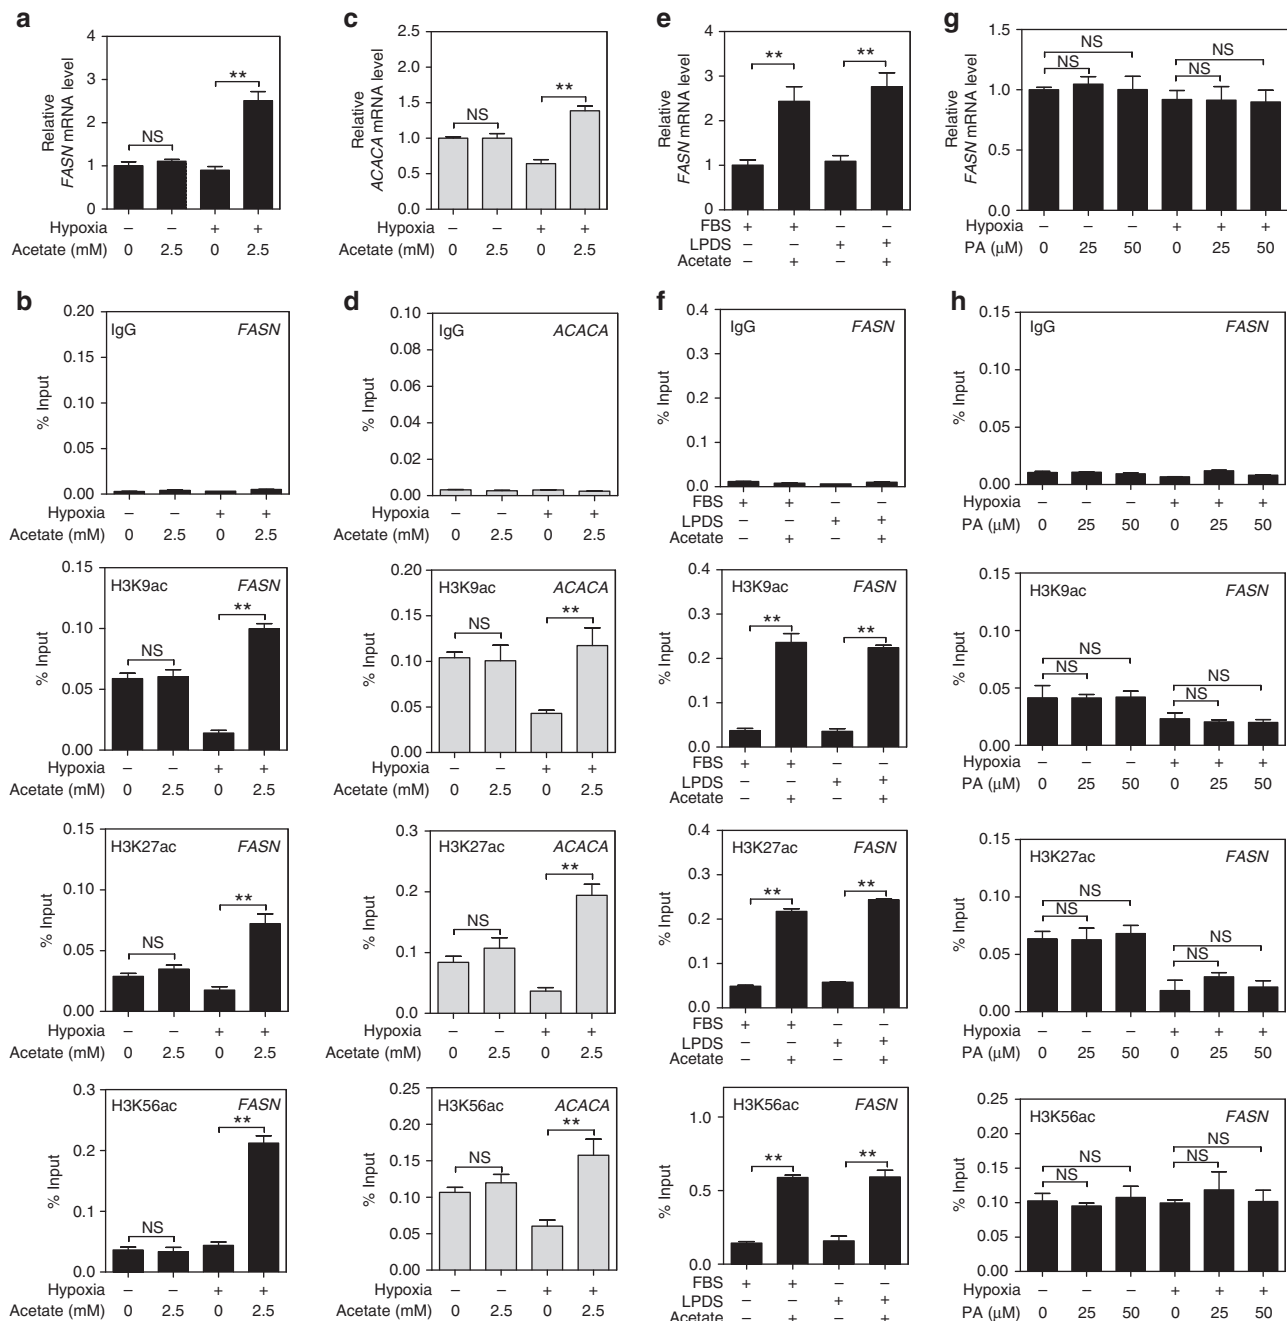 a
Relative
FASN mRNA level
4
3
2
1
0
NS
**
Hypoxia – – + +
Acetate (mM) 0 2.5 0 2.5
c
Relative
ACACA mRNA level
2.5
2.0
1.5
1.0
0.5
0.0
NS
**
Hypoxia – – + +
Acetate (mM) 0 2.5 0 2.5
e
Relative
FASN mRNA level
4
3
2
1
0
**
**
FBS + + – –
LPDS – – + +
Acetate – + – +
g
Relative
FASN mRNA level
1.5
1.0
0.5
0.0
NS
NS
NS
NS
Hypoxia – – – + + +
PA (μM) 0 25 50 0 25 50
b
% Input
IgG FASN
0.20
0.15
0.10
0.05
0.00
Hypoxia – – + +
Acetate (mM) 0 2.5 0 2.5
% Input
H3K9ac FASN
0.15
0.10
0.05
0.00
NS
**
Hypoxia – – + +
Acetate (mM) 0 2.5 0 2.5
% Input
H3K27ac FASN
0.15
0.10
0.05
0.00
NS
**
Hypoxia – – + +
Acetate (mM) 0 2.5 0 2.5
% Input
H3K56ac FASN
0.3
0.2
0.1
0.0
NS
**
Hypoxia – – + +
Acetate (mM) 0 2.5 0 2.5
d
% Input
IgG ACACA
0.10
0.08
0.06
0.04
0.02
0.00
Hypoxia – – + +
Acetate (mM) 0 2.5 0 2.5
% Input
H3K9ac ACACA
0.20
0.15
0.10
0.05
0.00
NS
**
Hypoxia – – + +
Acetate (mM) 0 2.5 0 2.5
% Input
H3K27ac ACACA
0.3
0.2
0.1
0.0
NS
**
Hypoxia – – + +
Acetate (mM) 0 2.5 0 2.5
% Input
H3K56ac ACACA
0.25
0.20
0.15
0.10
0.05
0.00
NS
**
Hypoxia – – + +
Acetate (mM) 0 2.5 0 2.5
f
% Input
IgG FASN
0.4
0.3
0.2
0.1
0.0
FBS + + – –
LPDS – – + +
Acetate – + – +
% Input
H3K9ac FASN
0.4
0.3
0.2
0.1
0.0
**
**
FBS + + – –
LPDS – – + +
Acetate – + – +
% Input
H3K27ac FASN
0.4
0.3
0.2
0.1
0.0
**
**
FBS + + – –
LPDS – – + +
Acetate – + – +
% Input
H3K56ac FASN
1.0
0.5
0.0
**
**
FBS + + – –
LPDS – – + +
Acetate – + – +
h
% Input
IgG FASN
0.15
0.10
0.05
0.00
Hypoxia – – – + + +
PA (μM) 0 25 50 0 25 50
% Input
H3K9ac FASN
0.15
0.10
0.05
0.00
NS
NS
NS
NS
Hypoxia – – – + + +
PA (μM) 0 25 50 0 25 50
% Input
H3K27ac FASN
0.15
0.10
0.05
0.00
NS
NS
NS
NS
Hypoxia – – – + + +
PA (μM) 0 25 50 0 25 50
% Input
H3K56ac FASN
0.25
0.20
0.15
0.10
0.05
0.00
NS
NS
NS
NS
Hypoxia – – – + + +
PA (μM) 0 25 50 0 25 50